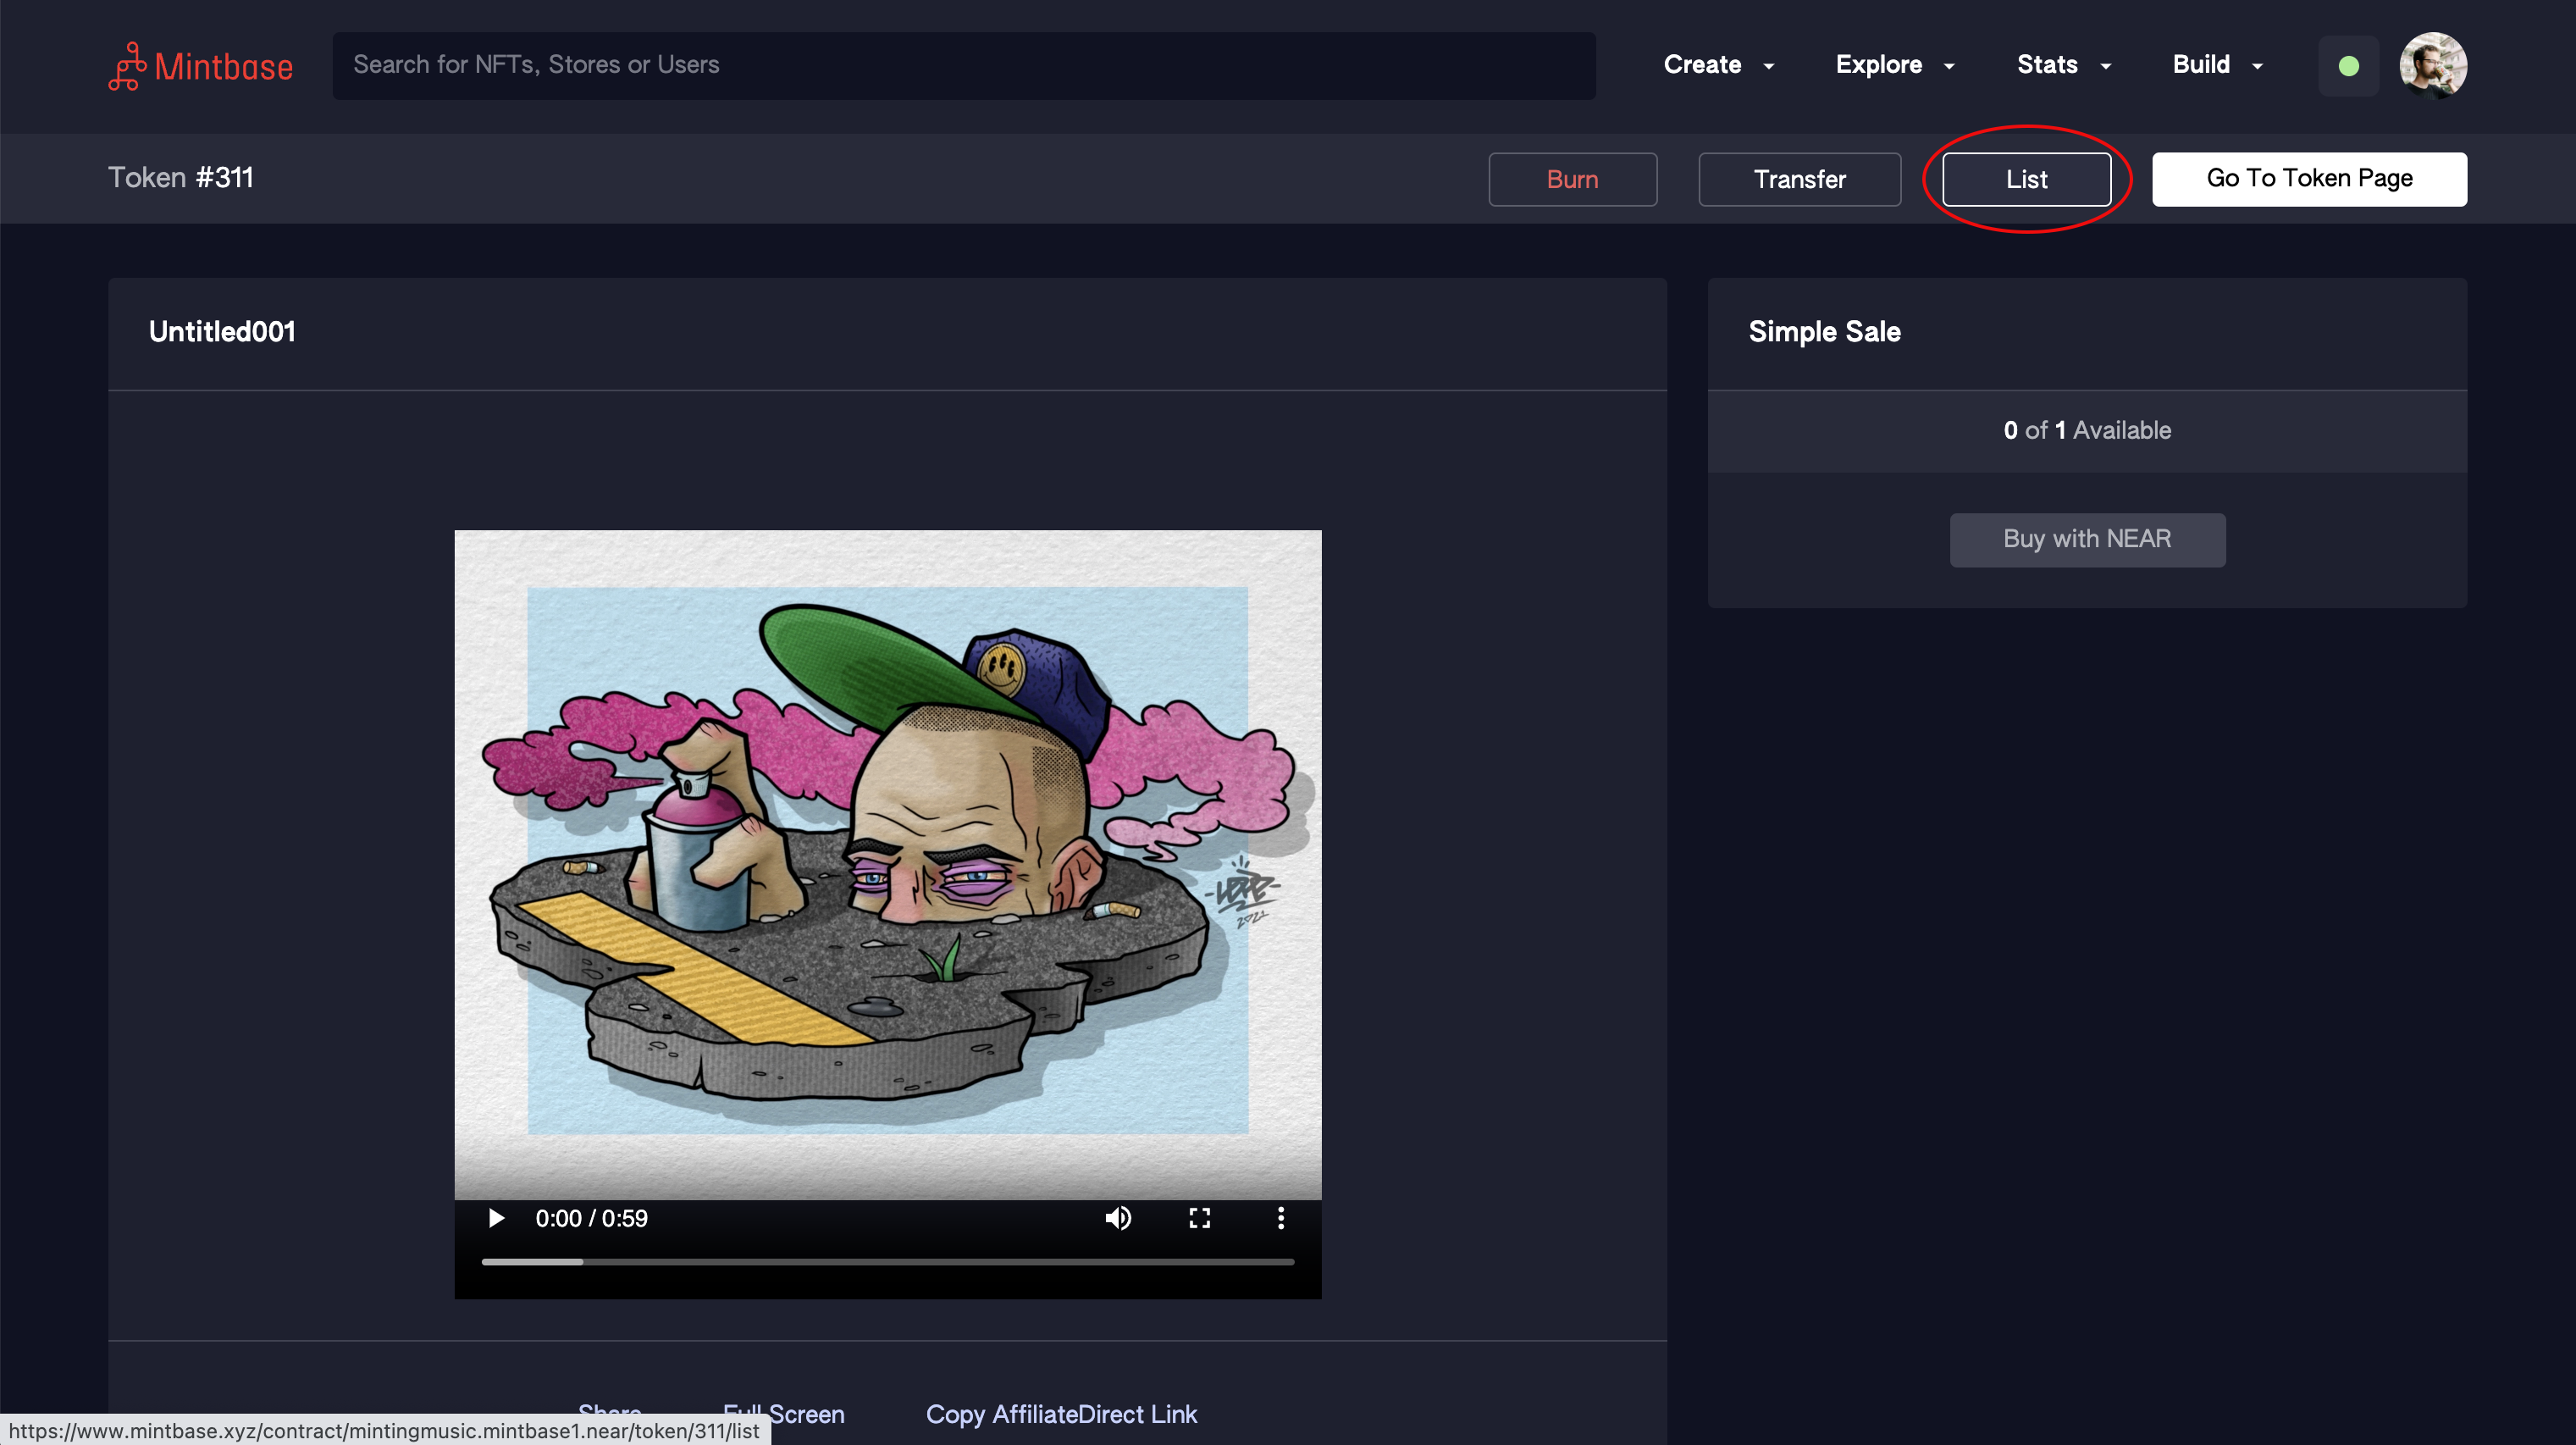 Mintbase
Search for NFTs, Stores or Users
Create
Explore
Stats
Build
Token #311
Burn
Transfer
List
Go To Token Page
Untitled001
Simple Sale
0 of 1 Available
Buy with NEAR
2021
0:00 / 0:59
Share
Full Screen
Copy AffiliateDirect Link
https://www.mintbase.xyz/contract/mintingmusic.mintbase1.near/token/311/list